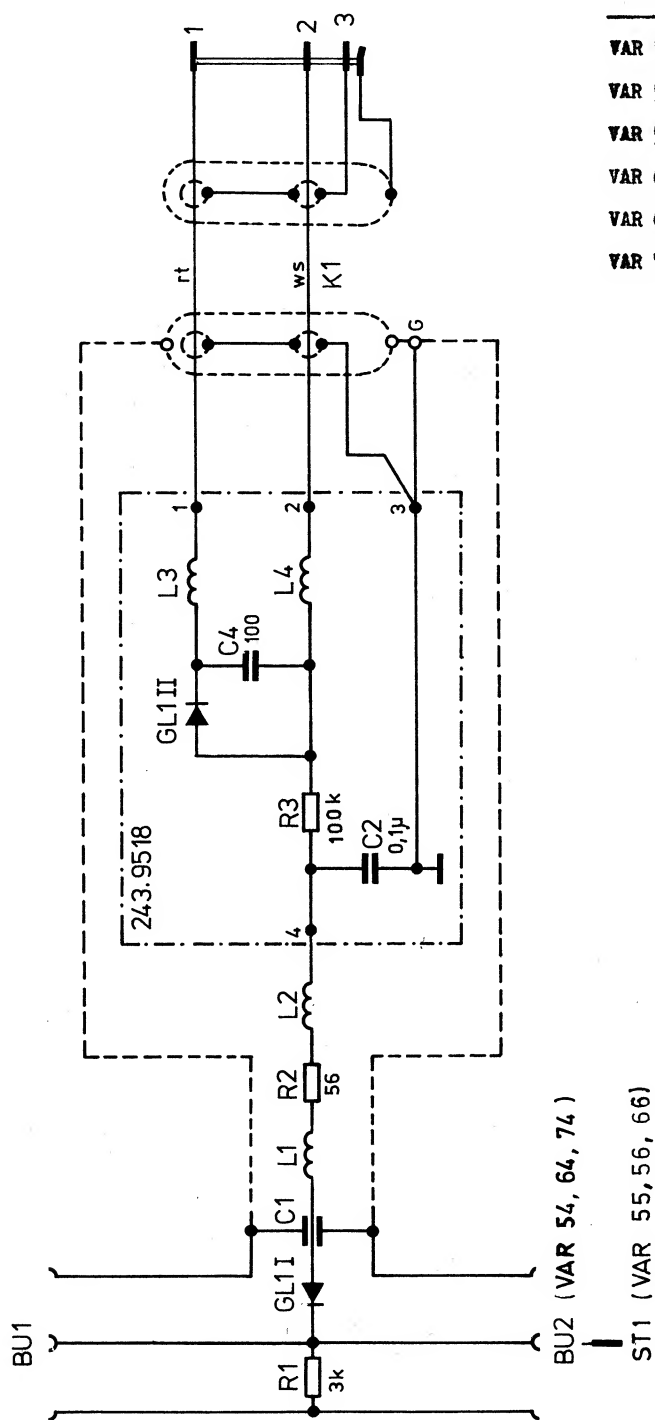 1
2
3
VAR
VAR
VAR
VAR
VAR
VAR
rt
ws
K1
G
1
2
3
L3
L4
C4
100
GL1 II
R3
100k
C2
0,1µ
243.9518
4
L2
R2
56
L1
C1
GL1 I
BU1
R1
3k
BU2 (VAR 54, 64, 74)
ST1 (VAR 55, 56, 66)